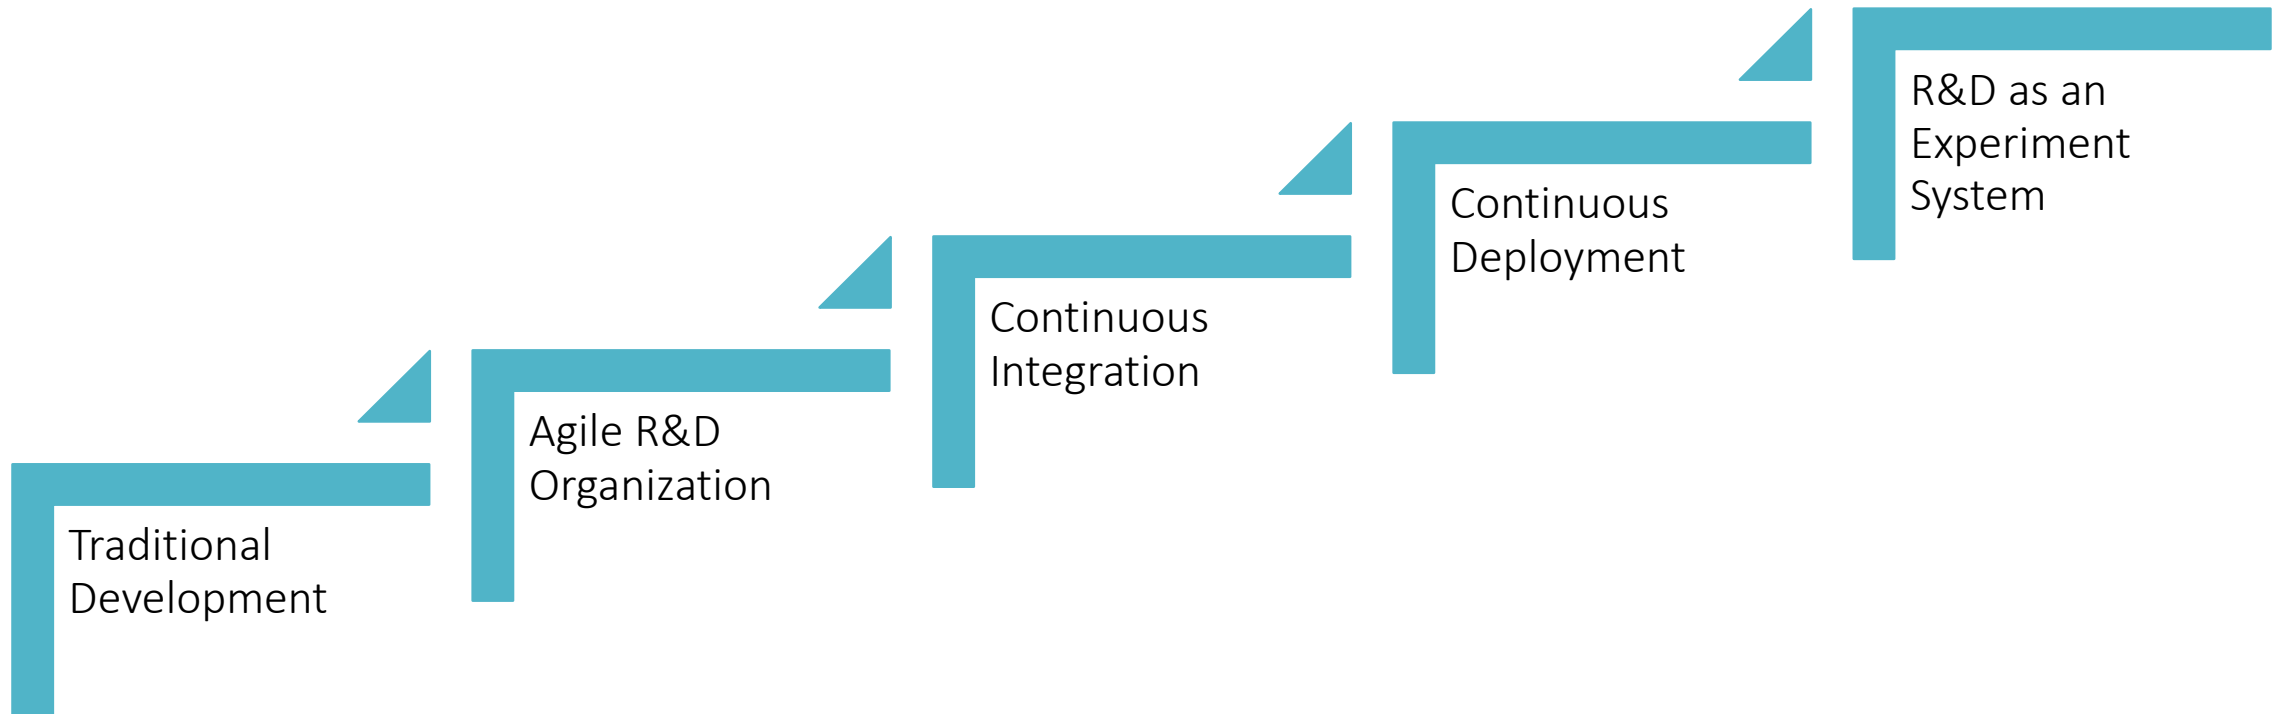 Traditional
Development
Agile R&D
Organization
Continuous
Integration
Continuous
Deployment
R&D as an
Experiment
System